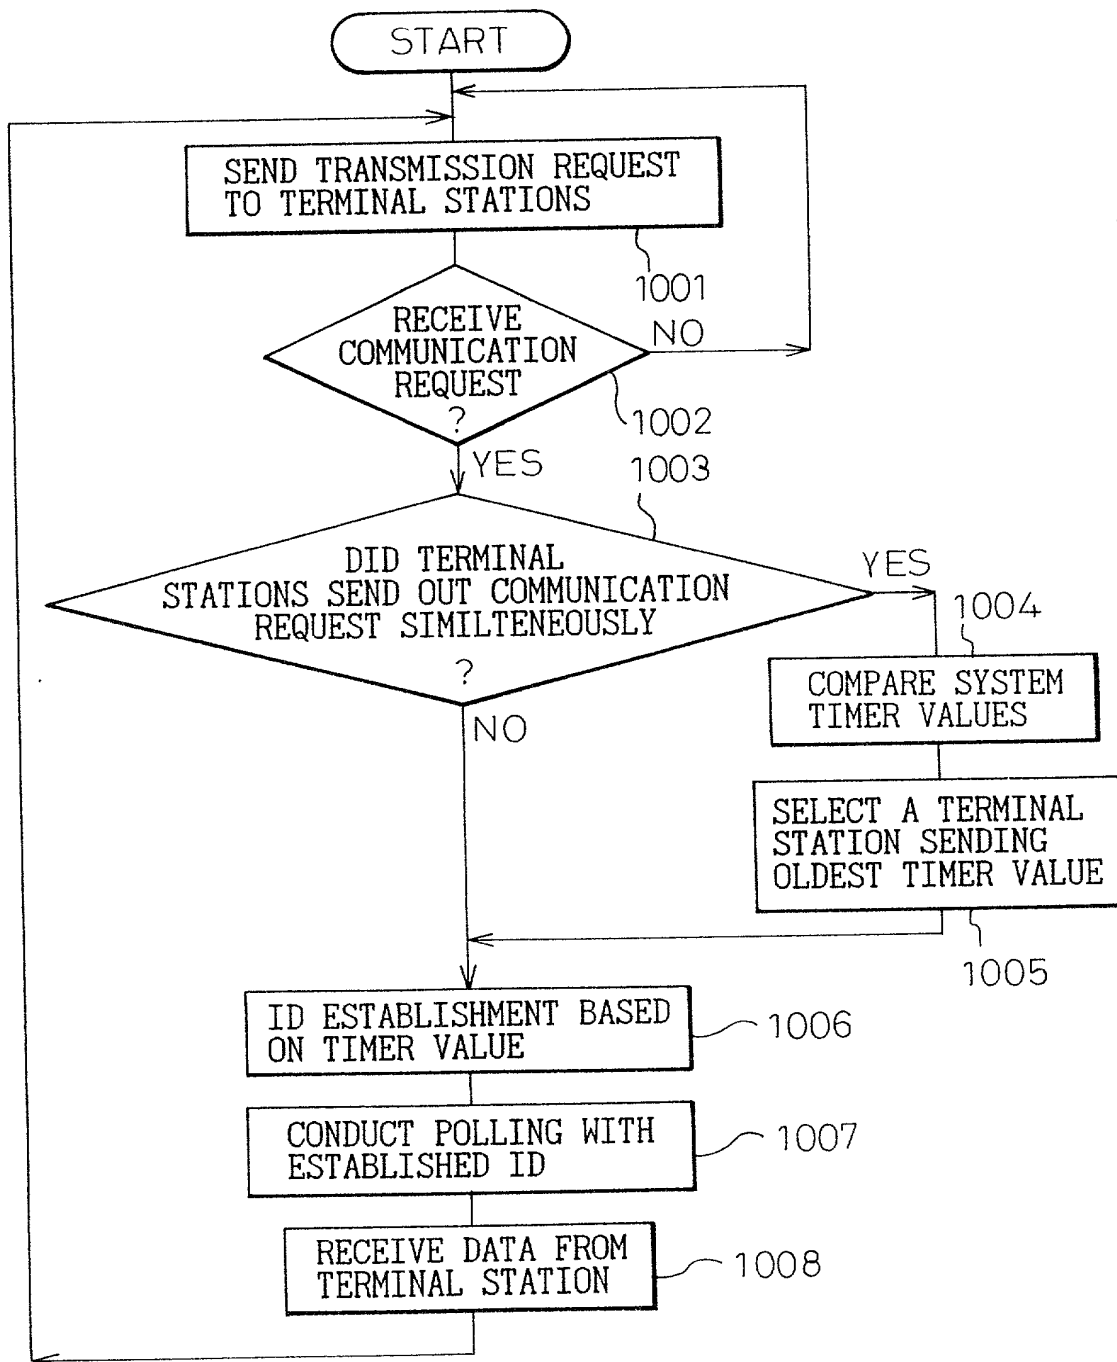 START
SEND TRANSMISSION REQUEST
TO TERMINAL STATIONS
1001
RECEIVE
COMMUNICATION
REQUEST
?
NO
1002
YES
1003
DID TERMINAL
STATIONS SEND OUT COMMUNICATION
REQUEST SIMILTENEOUSLY
?
YES
NO
1004
COMPARE SYSTEM
TIMER VALUES
SELECT A TERMINAL
STATION SENDING
OLDEST TIMER VALUE
1005
ID ESTABLISHMENT BASED
ON TIMER VALUE
1006
CONDUCT POLLING WITH
ESTABLISHED ID
1007
RECEIVE DATA FROM
TERMINAL STATION
1008